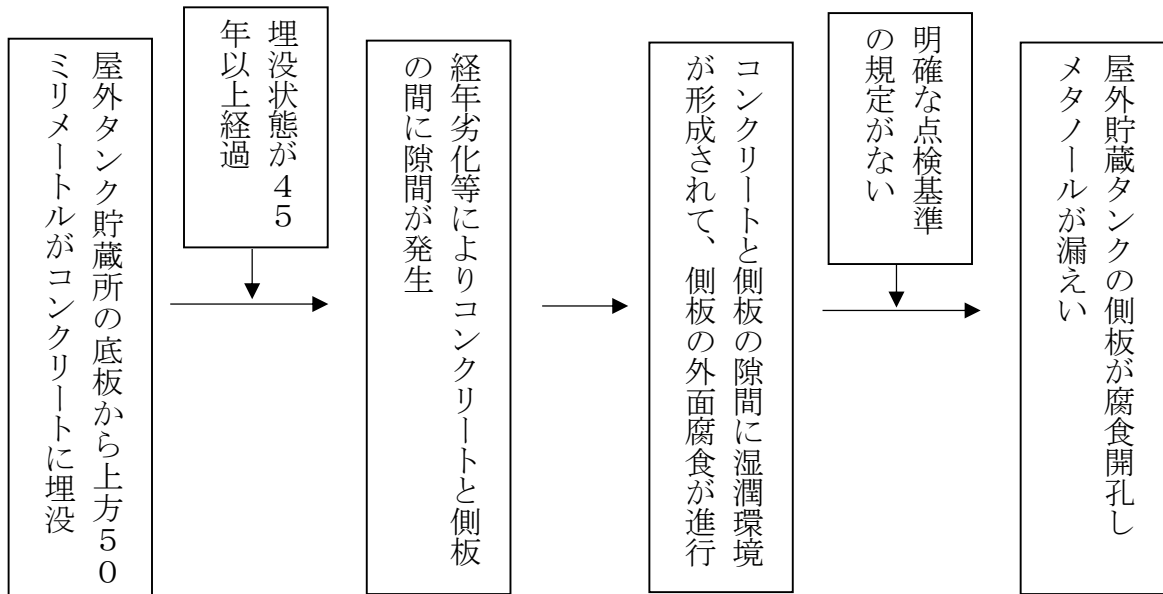 屋外タンク貯蔵所の底板から上方５００
ミリメートルがコンクリートに埋没
埋没状態が４５
年以上経過
経年劣化等によりコンクリートと側板
の間に隙間が発生
コンクリートと側板の隙間に湿潤環境
が形成されて、側板の外面腐食が進行
明確な点検基準
の規定がない
屋外貯蔵タンクの側板が腐食開孔し
メタノールが漏えい